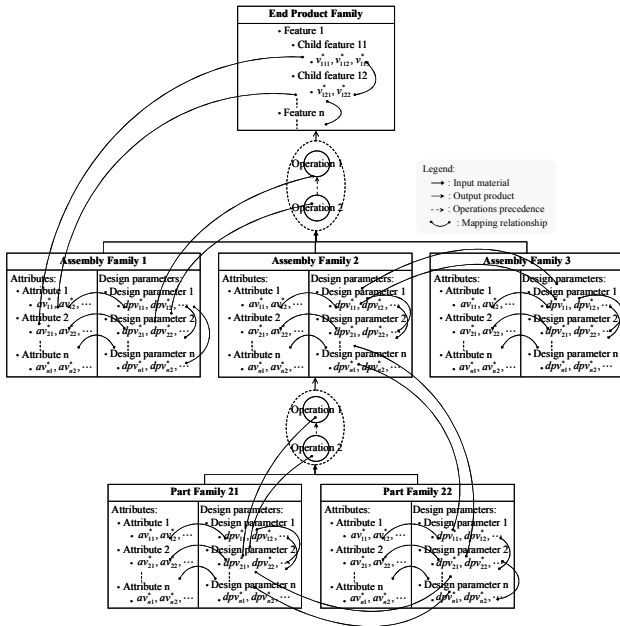 End Product Family
• Feature 1
• Child feature 11
• v*111, v*112, v*113
• Child feature 12
• v*121, v*122
• Feature n
Operation 1
Operation 2
Legend:
: Input material
: Output product
: Operations precedence
: Mapping relationship
Assembly Family 1
Attributes:
• Attribute 1
• av*11, av*12, ...
• Attribute 2
• av*21, av*22, ...
• Attribute n
• av*n1, av*n2, ...
Design parameters:
• Design parameter 1
• dpv*11, dpv*12, ...
• Design parameter 2
• dpv*21, dpv*22, ...
• Design parameter n
• dpv*n1, dpv*n2, ...
Assembly Family 2
Attributes:
• Attribute 1
• av*11, av*12, ...
• Attribute 2
• av*21, av*22, ...
• Attribute n
• av*n1, av*n2, ...
Design parameters:
• Design parameter 1
• dpv*11, dpv*12, ...
• Design parameter 2
• dpv*21, dpv*22, ...
• Design parameter n
• dpv*n1, dpv*n2, ...
Assembly Family 3
Attributes:
• Attribute 1
• av*11, av*12, ...
• Attribute 2
• av*21, av*22, ...
• Attribute n
• av*n1, av*n2, ...
Design parameters:
• Design parameter 1
• dpv*11, dpv*12, ...
• Design parameter 2
• dpv*21, dpv*22, ...
• Design parameter n
• dpv*n1, dpv*n2, ...
Operation 1
Operation 2
Part Family 21
Attributes:
• Attribute 1
• av*11, av*12, ...
• Attribute 2
• av*21, av*22, ...
• Attribute n
• av*n1, av*n2, ...
Design parameters:
• Design parameter 1
• dpv*11, dpv*12, ...
• Design parameter 2
• dpv*21, dpv*22, ...
• Design parameter n
• dpv*n1, dpv*n2, ...
Part Family 22
Attributes:
• Attribute 1
• av*11, av*12, ...
• Attribute 2
• av*21, av*22, ...
• Attribute n
• av*n1, av*n2, ...
Design parameters:
• Design parameter 1
• dpv*11, dpv*12, ...
• Design parameter 2
• dpv*21, dpv*22, ...
• Design parameter n
• dpv*n1, dpv*n2, ...